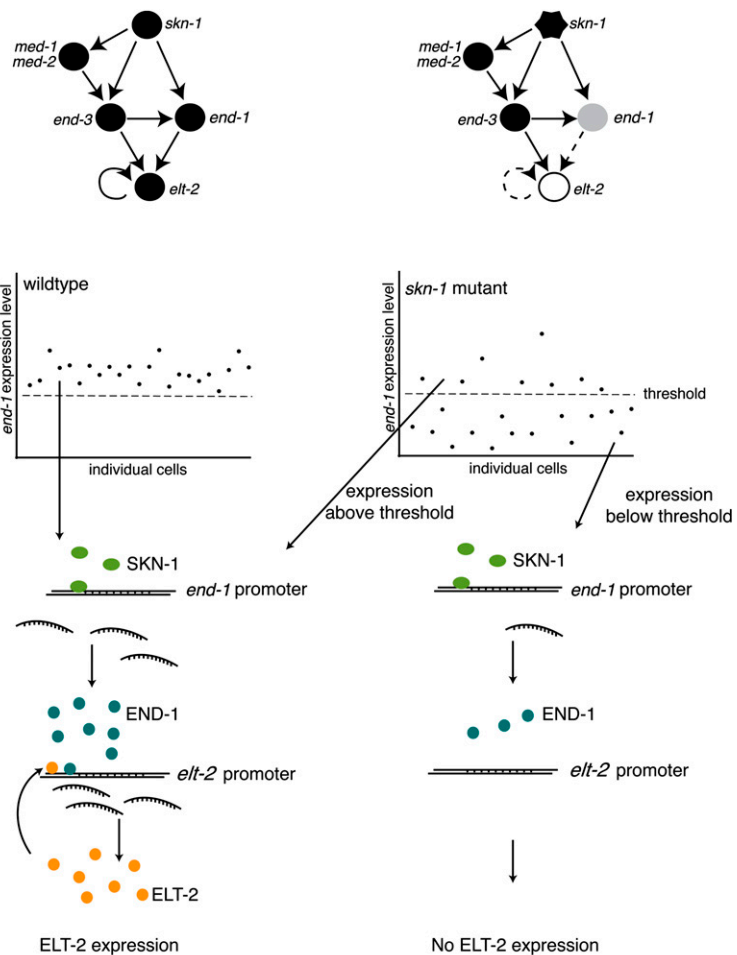 skn-1
med-1
med-2
end-3
end-1
elt-2
skn-1
med-1
med-2
end-3
end-1
elt-2
wildtype
end-1 expression level
individual cells
skn-1 mutant
end-1 expression level
threshold
individual cells
expression
above threshold
expression
below threshold
SKN-1
end-1 promoter
SKN-1
end-1 promoter
END-1
elt-2 promoter
END-1
elt-2 promoter
ELT-2
ELT-2 expression
No ELT-2 expression